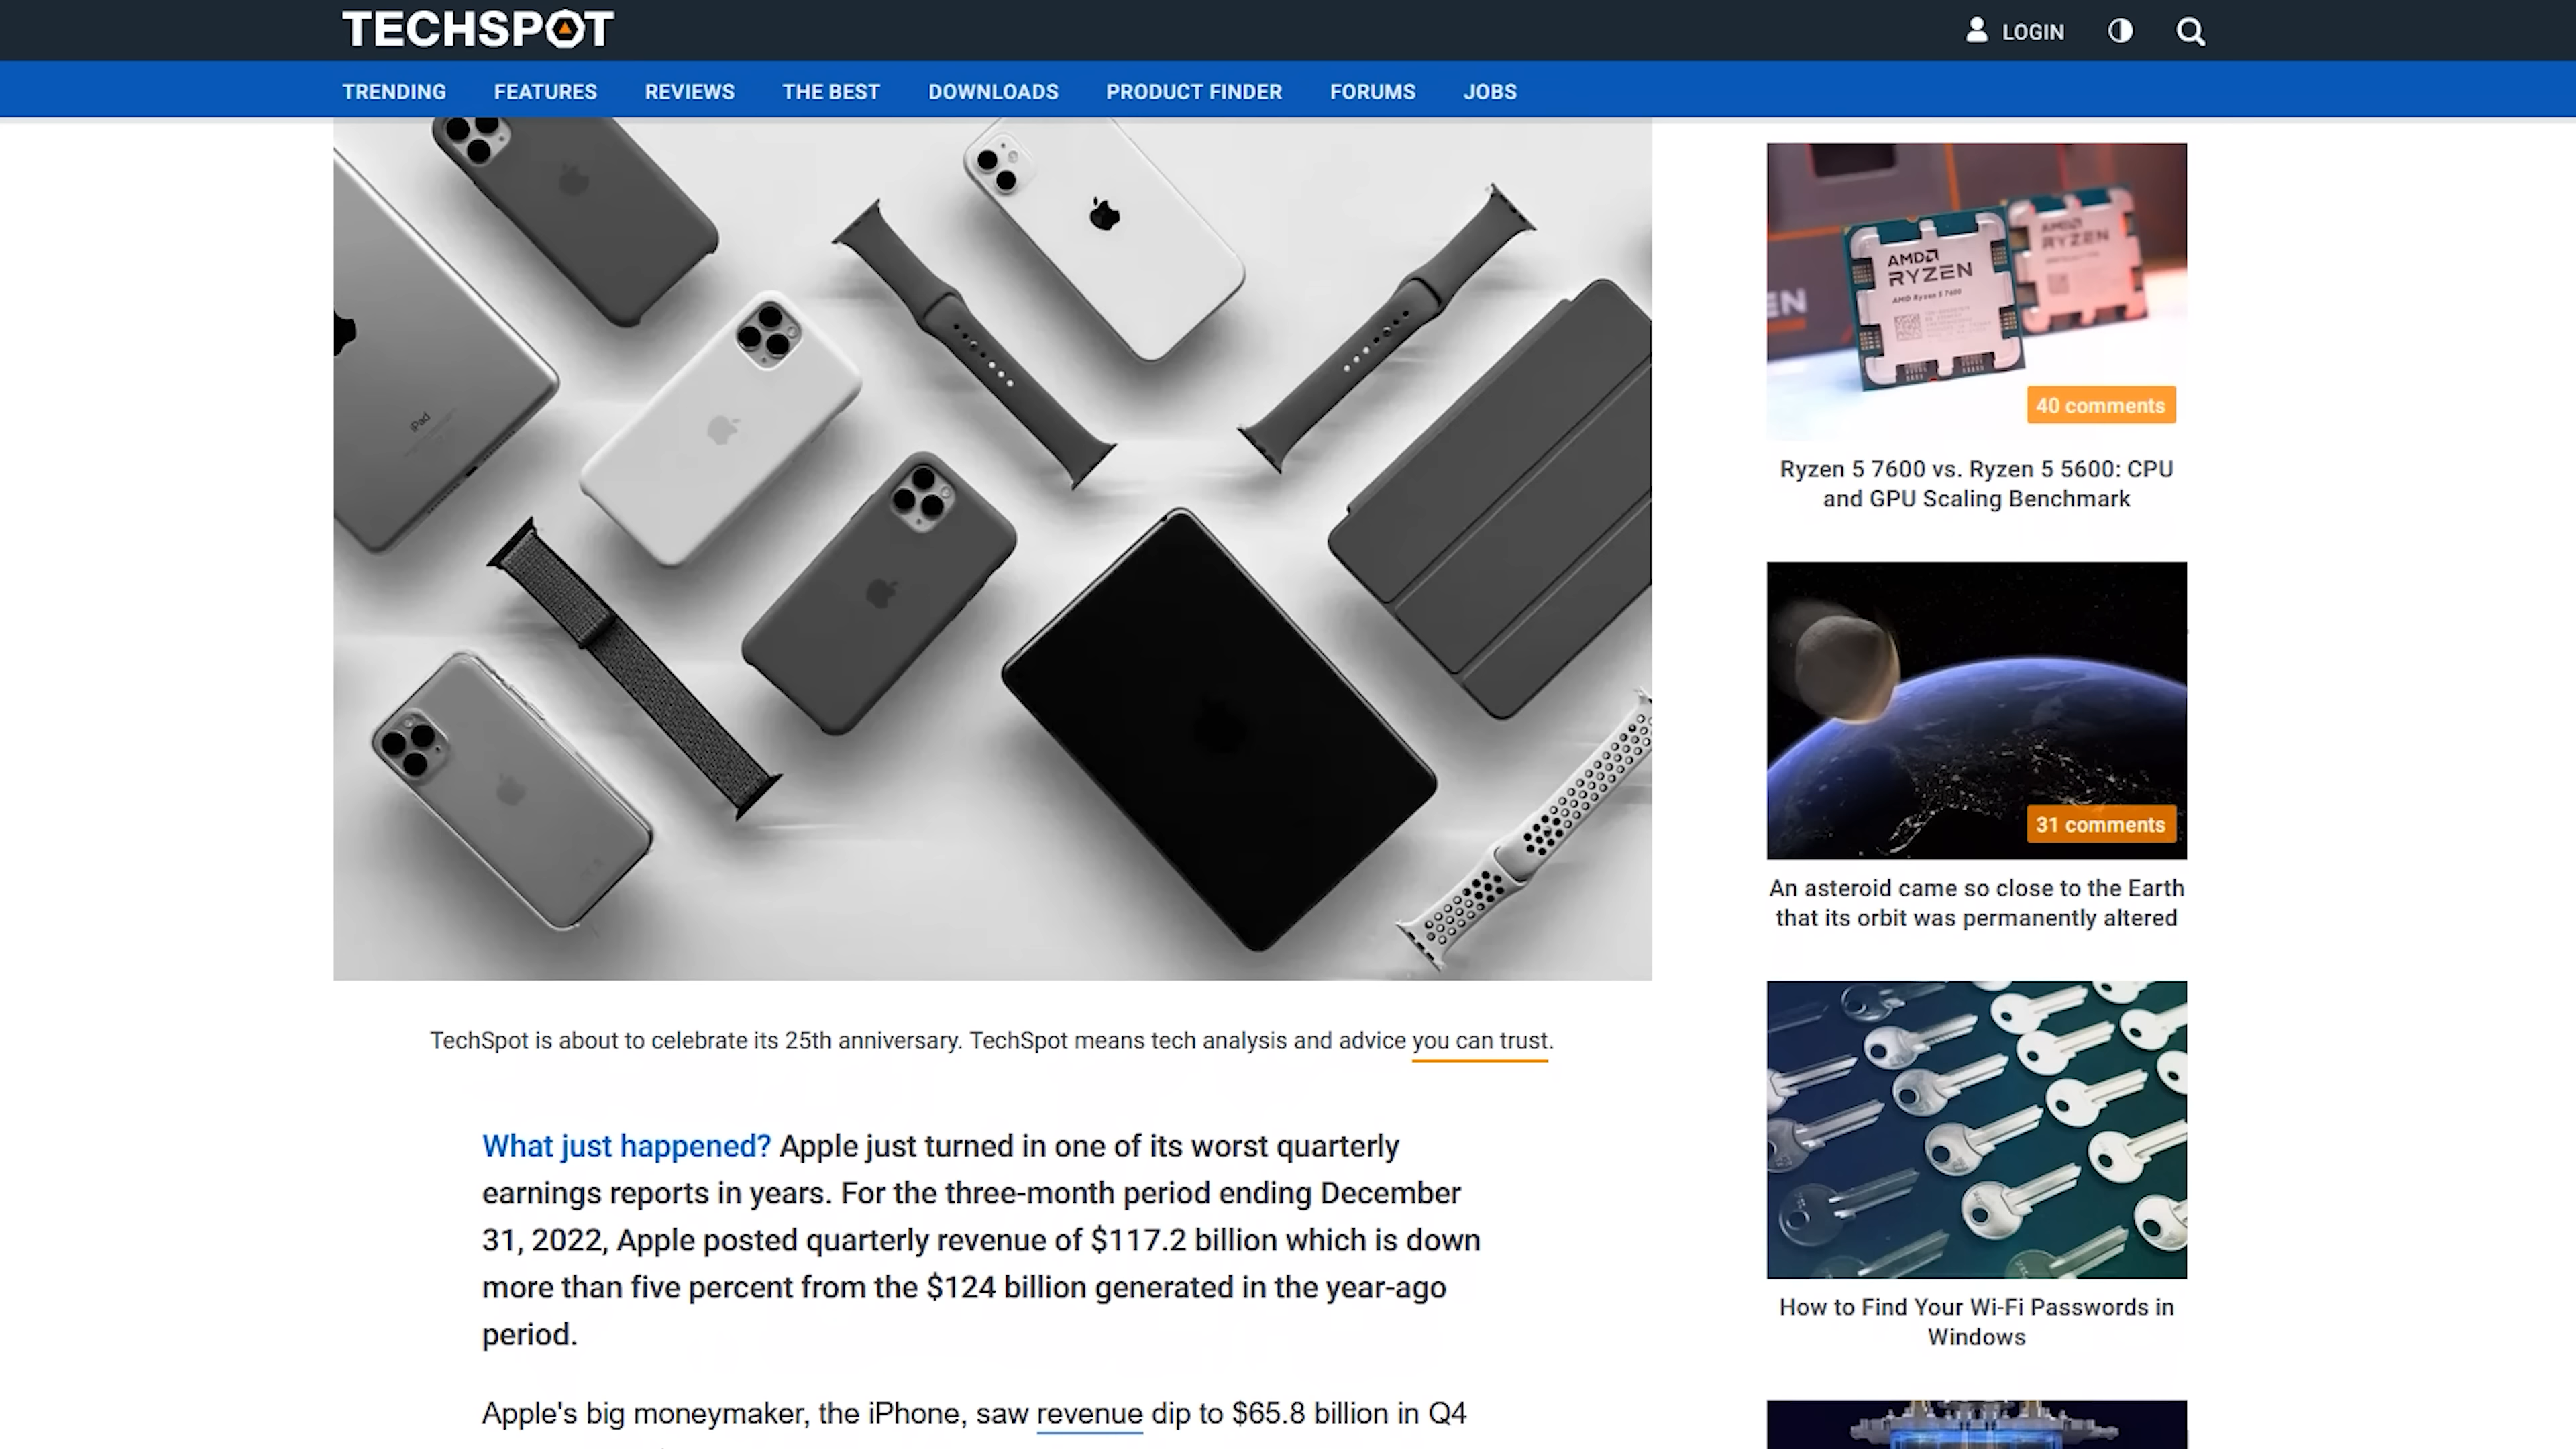 TECHSPOT
LOGIN
TRENDING FEATURES REVIEWS THE BEST DOWNLOADS PRODUCT FINDER FORUMS JOBS
iPad
TechSpot is about to celebrate its 25th anniversary. TechSpot means tech analysis and advice you can trust.
What just happened? Apple just turned in one of its worst quarterly
earnings reports in years. For the three-month period ending December
31, 2022, Apple posted quarterly revenue of $117.2 billion which is down
more than five percent from the $124 billion generated in the year-ago
period.
Apple's big moneymaker, the iPhone, saw revenue dip to $65.8 billion in Q4
AMD
RYZEN
AMD Ryzen 5 7600
AMD
RYZEN
EN
40 comments
Ryzen 5 7600 vs. Ryzen 5 5600: CPU
and GPU Scaling Benchmark
31 comments
An asteroid came so close to the Earth
that its orbit was permanently altered
How to Find Your Wi-Fi Passwords in
Windows